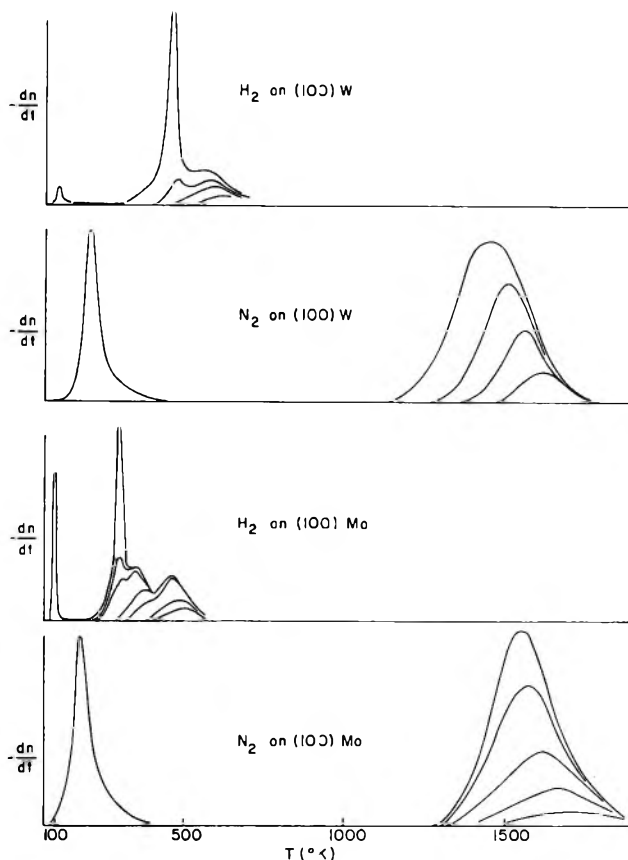 H₂ on (100) W
-dn/dt
N₂ on (100) W
-dn/dt
H₂ on (100) Mo
-dn/dt
N₂ on (100) Mo
-dn/dt
100 500 1000 1500
T (°K)